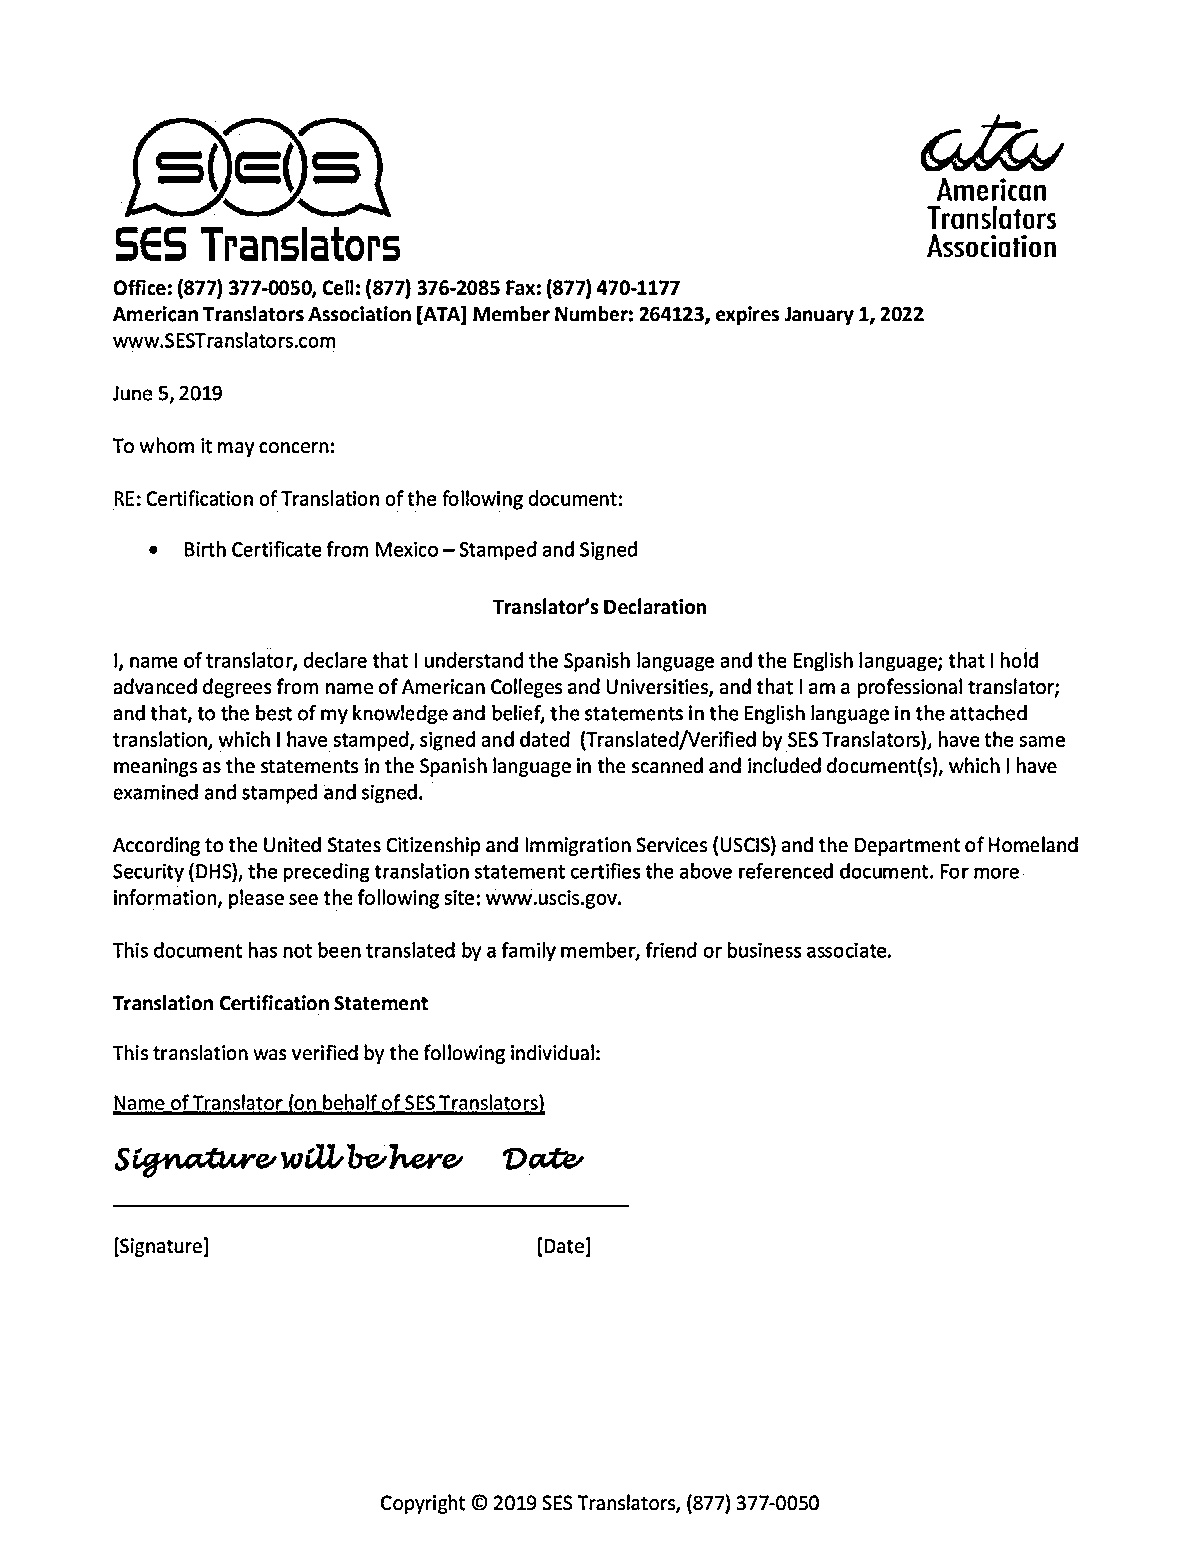 SES
SES Translators
ata
American
Translators
Association
Office: (877) 377-0050, Cell: (877) 376-2085 Fax: (877) 470-1177
American Translators Association [ATA] Member Number: 264123, expires January 1, 2022
www.SESTranslators.com
June 5, 2019
To whom it may concern:
RE: Certification of Translation of the following document:
• Birth Certificate from Mexico – Stamped and Signed
Translator's Declaration
I, name of translator, declare that I understand the Spanish language and the English language; that I hold
advanced degrees from name of American Colleges and Universities, and that I am a professional translator;
and that, to the best of my knowledge and belief, the statements in the English language in the attached
translation, which I have stamped, signed and dated (Translated/Verified by SES Translators), have the same
meanings as the statements in the Spanish language in the scanned and included document(s), which I have
examined and stamped and signed.
According to the United States Citizenship and Immigration Services (USCIS) and the Department of Homeland
Security (DHS), the preceding translation statement certifies the above referenced document. For more
information, please see the following site: www.uscis.gov.
This document has not been translated by a family member, friend or business associate.
Translation Certification Statement
This translation was verified by the following individual:
Name of Translator (on behalf of SES Translators)
Signature will be here Date
[Signature] [Date]
Copyright © 2019 SES Translators, (877) 377-0050